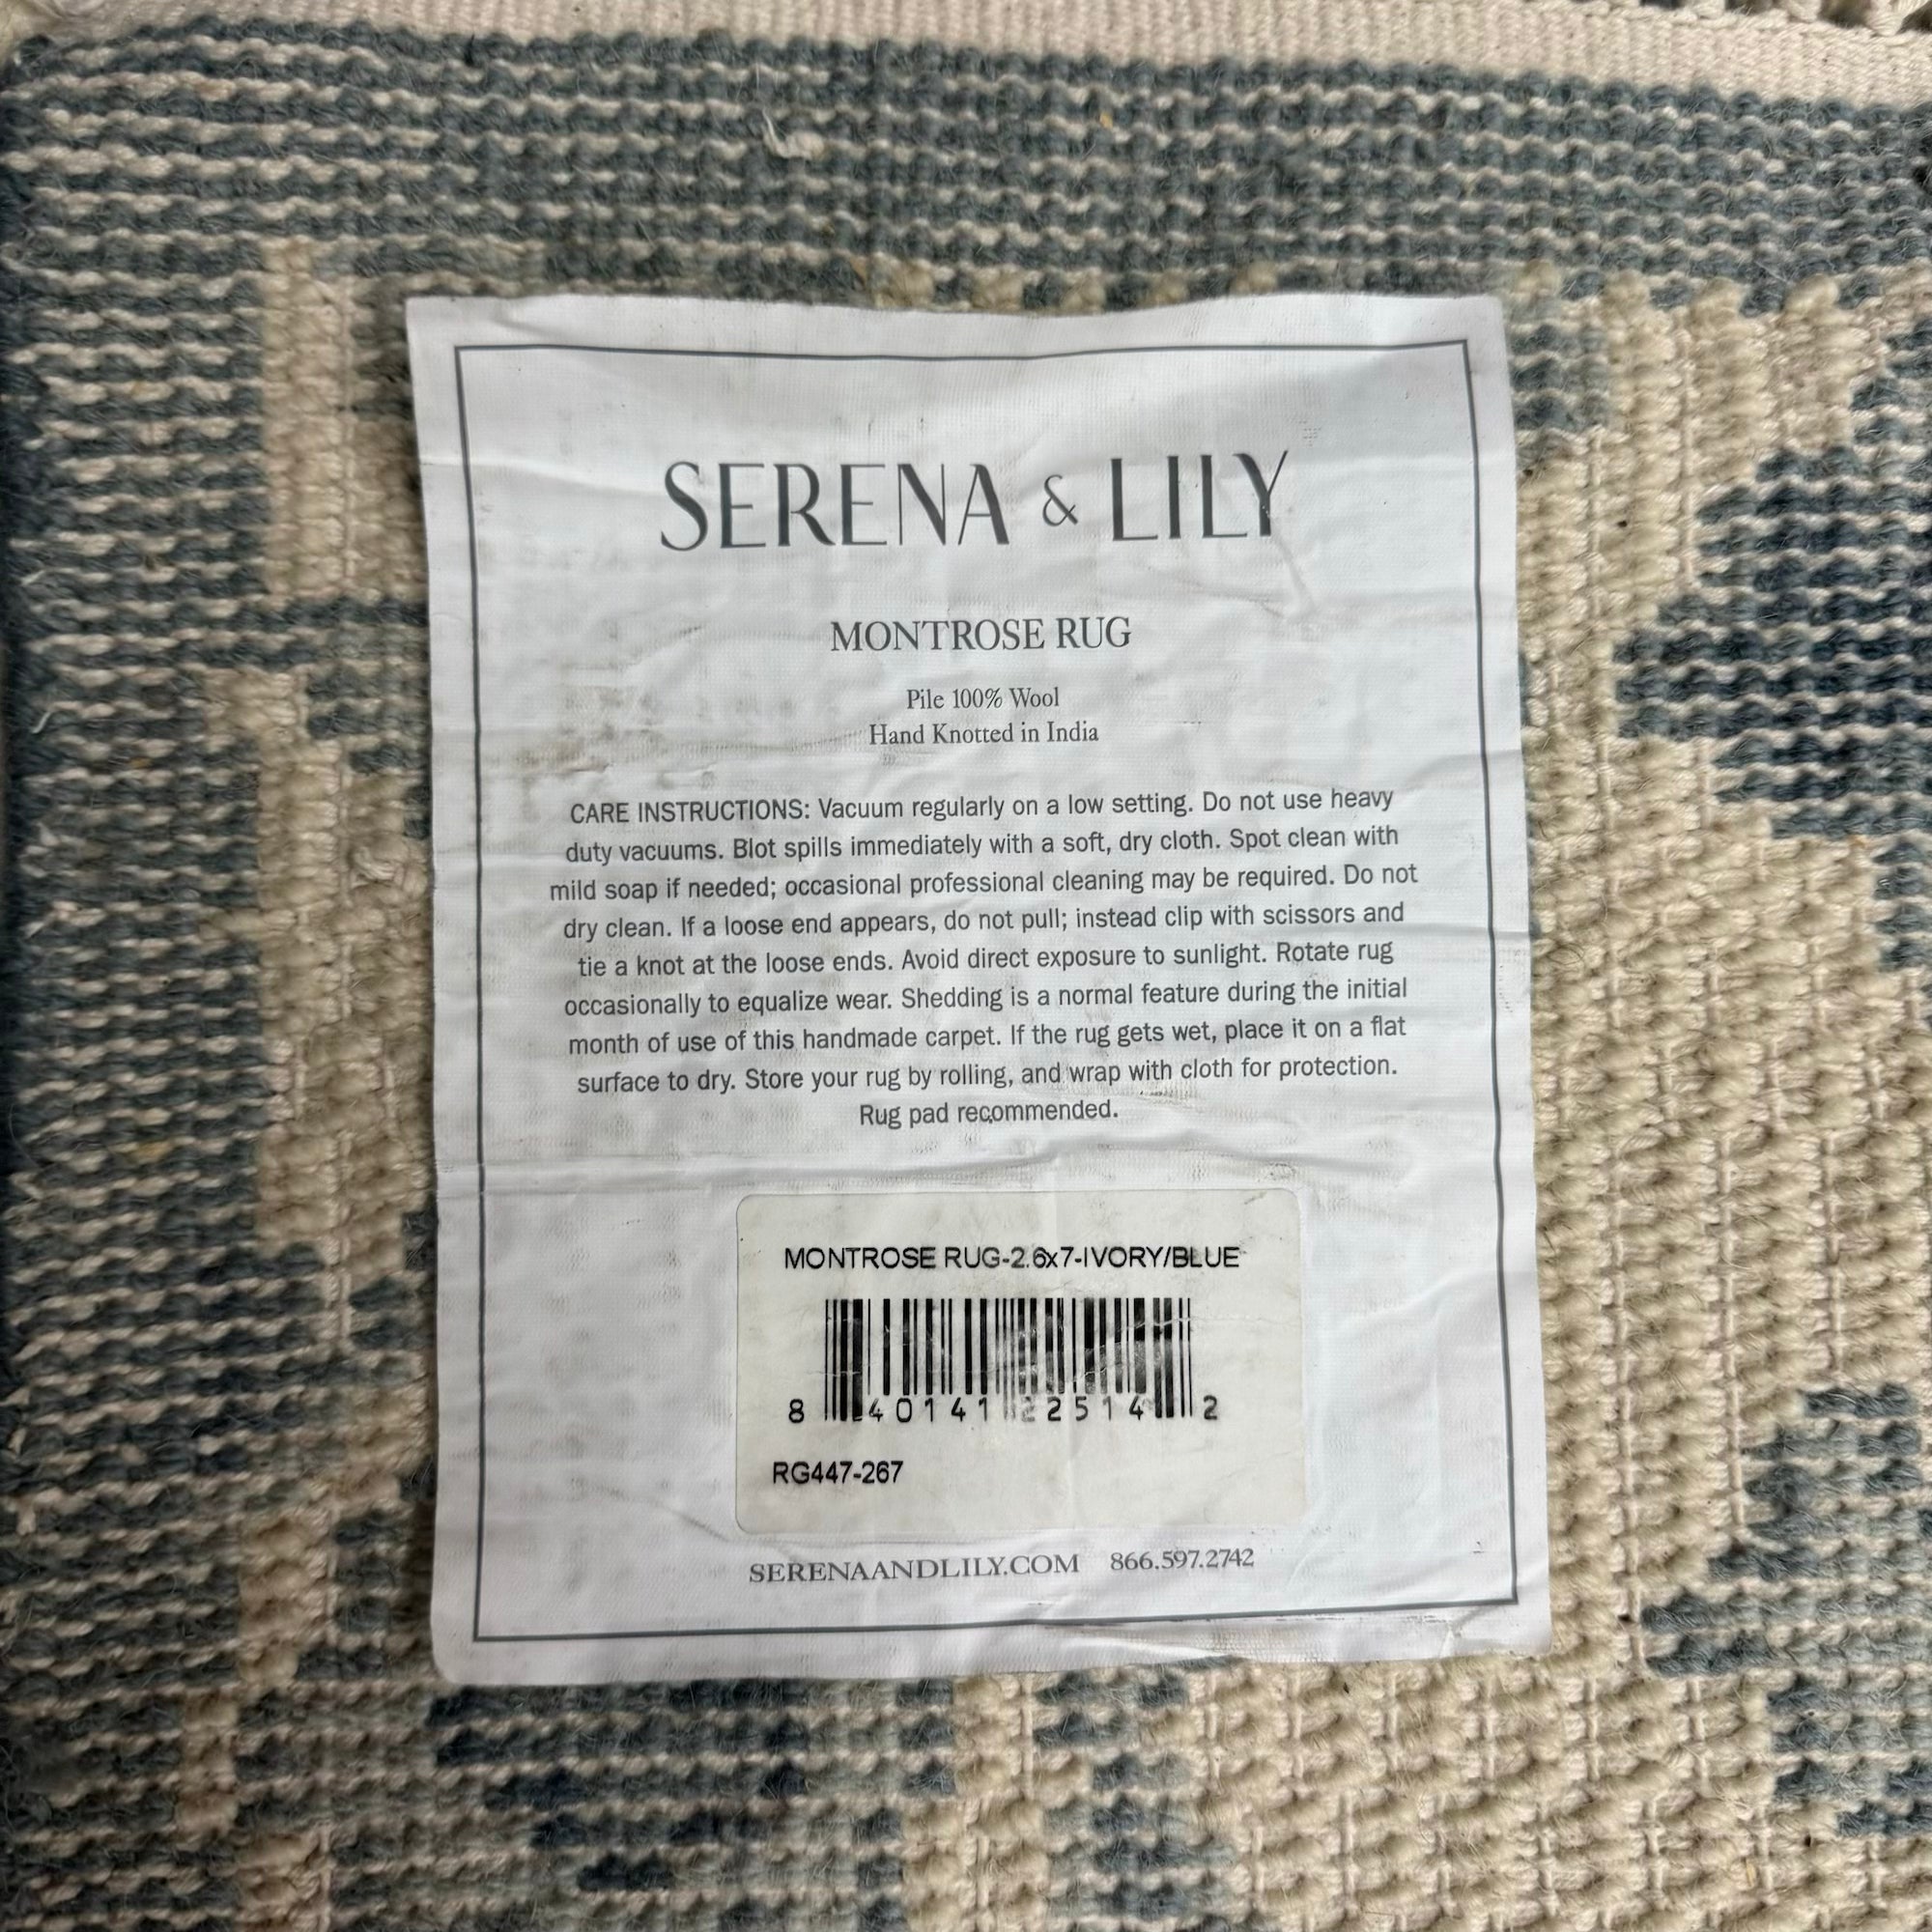 SERENA & LILY
MONTROSE RUG
Pile 100% Wool
Hand Knotted in India
CARE INSTRUCTIONS: Vacuum regularly on a low setting. Do not use heavy
duty vacuums. Blot spills immediately with a soft, dry cloth. Spot clean with
mild soap if needed; occasional professional cleaning may be required. Do not
dry clean. If a loose end appears, do not pull; instead clip with scissors and
tie a knot at the loose ends. Avoid direct exposure to sunlight. Rotate rug
occasionally to equalize wear. Shedding is a normal feature during the initial
month of use of this handmade carpet. If the rug gets wet, place it on a flat
surface to dry. Store your rug by rolling, and wrap with cloth for protection.
Rug pad recommended.
MONTROSE RUG-2.6x7-IVORY/BLUE
8 40141 22514 2
RG447-267
SERENAANDLILY.COM 866.597.2742